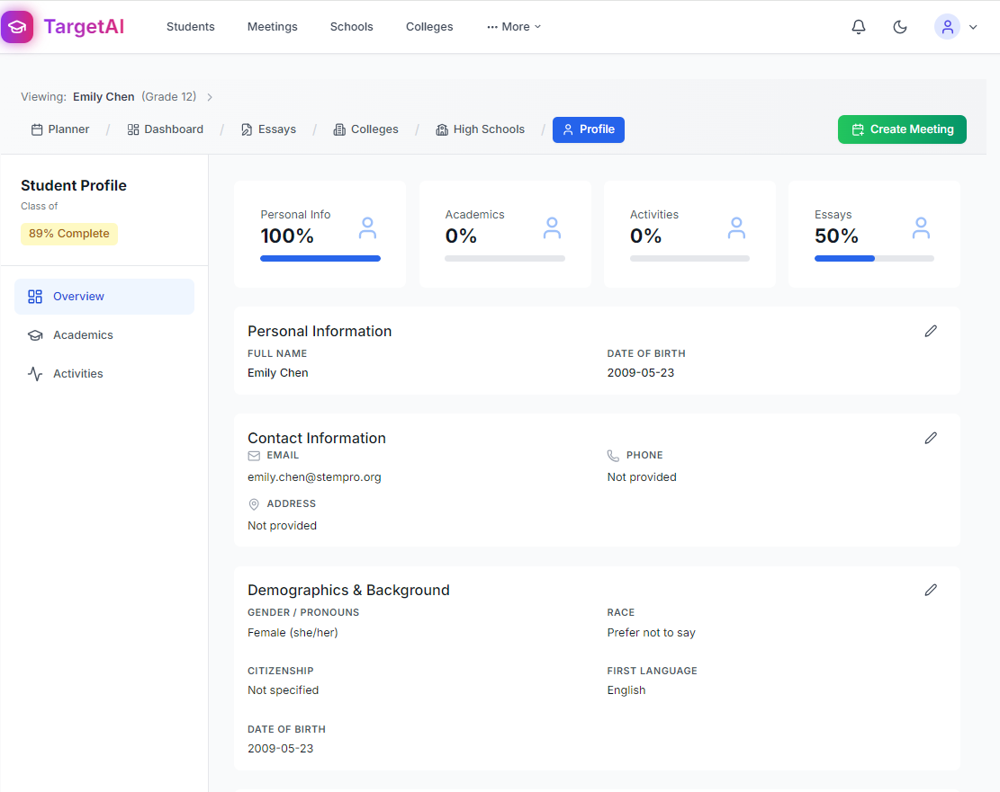 TargetAI Students Meetings Schools Colleges ··· More
Viewing: Emily Chen (Grade 12)
Planner / Dashboard / Essays / Colleges / High Schools / Profile Create Meeting
Student Profile
Class of
89% Complete
Overview
Academics
Activities
Personal Info
100%
Academics
0%
Activities
0%
Essays
50%
Personal Information
FULL NAME DATE OF BIRTH
Emily Chen 2009-05-23
Contact Information
EMAIL PHONE
emily.chen@stempro.org Not provided
ADDRESS
Not provided
Demographics & Background
GENDER / PRONOUNS RACE
Female (she/her) Prefer not to say
CITIZENSHIP FIRST LANGUAGE
Not specified English
DATE OF BIRTH
2009-05-23